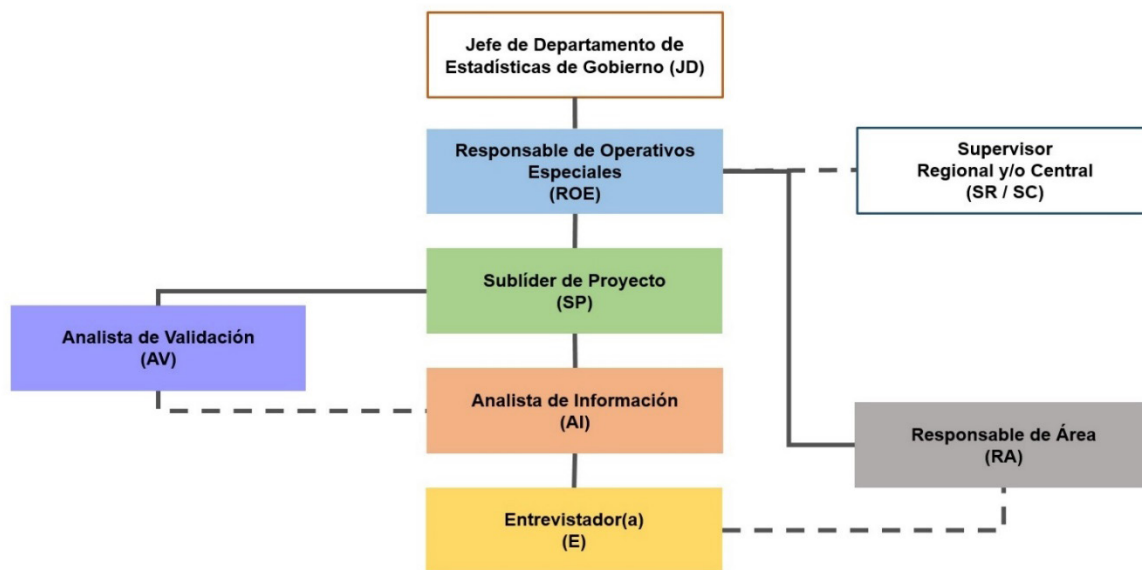 Jefe de Departamento de
Estadísticas de Gobierno (JD)
Responsable de Operativos
Especiales
(ROE)
Supervisor
Regional y/o Central
(SR / SC)
Sublíder de Proyecto
(SP)
Analista de Validación
(AV)
Analista de Información
(AI)
Responsable de Área
(RA)
Entrevistador(a)
(E)